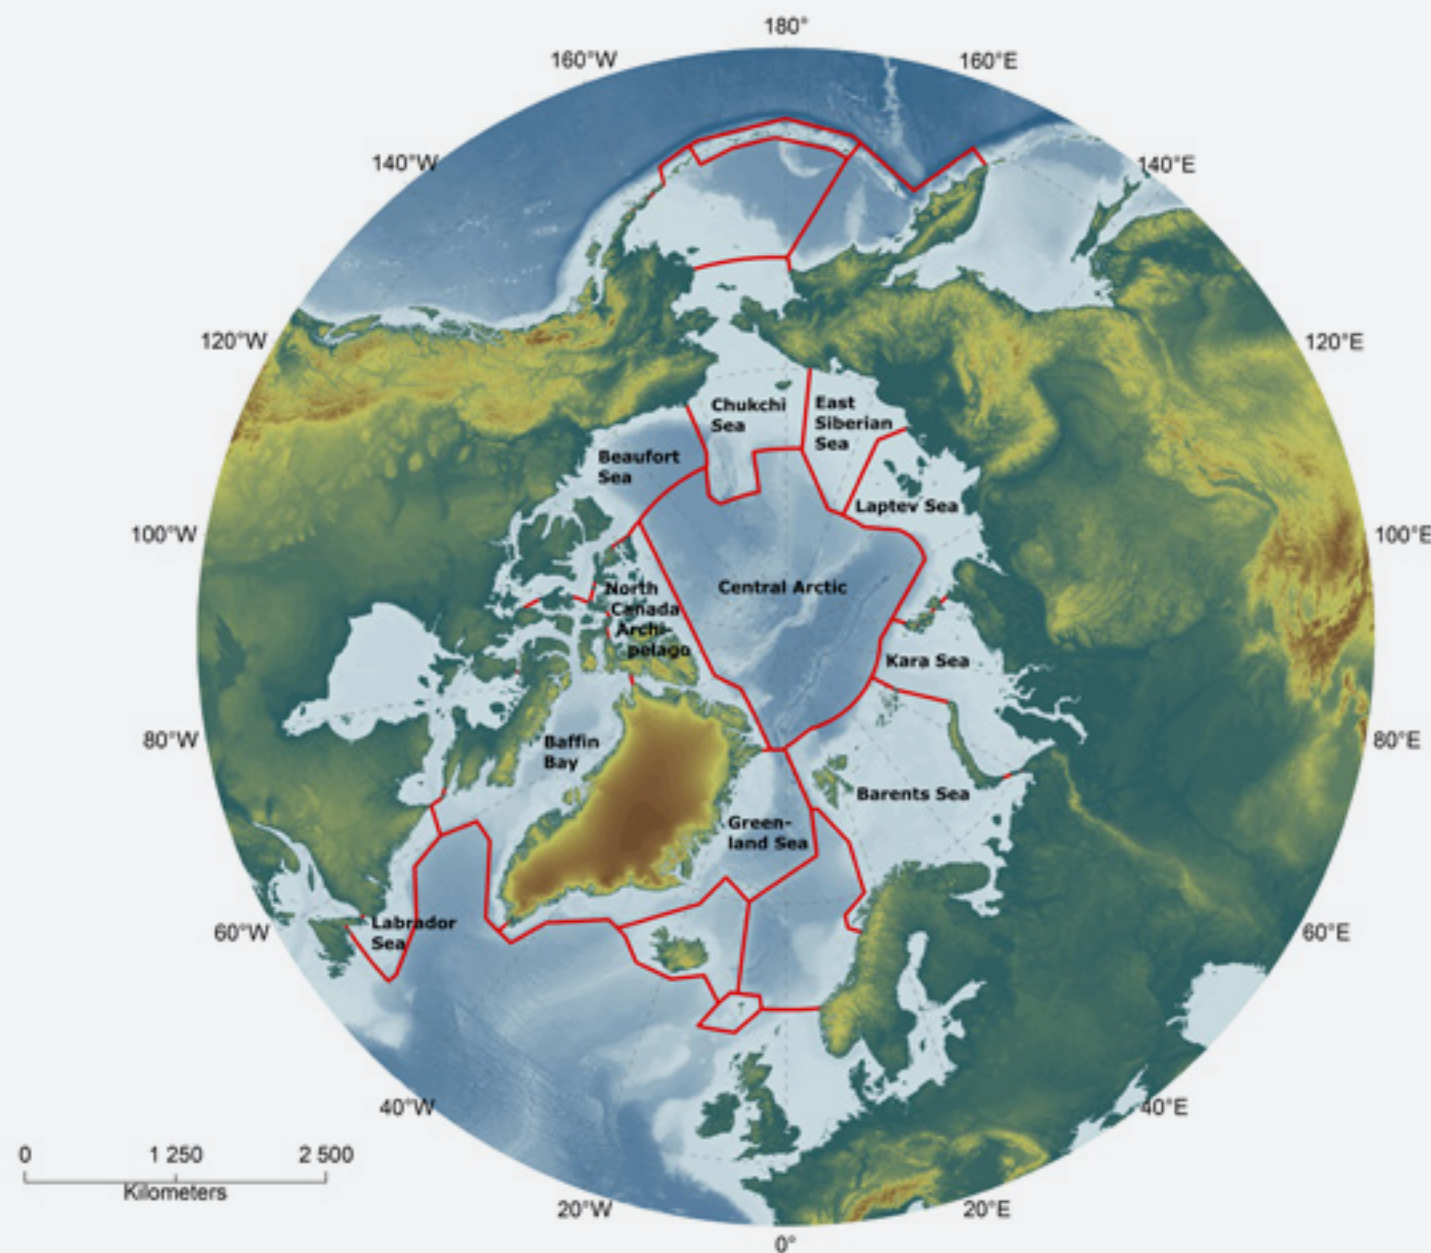 180°
160°W
160°E
140°W
140°E
120°W
120°E
Chukchi
Sea
East
Siberian
Sea
Beaufort
Sea
Laptev Sea
100°W
100°E
Central Arctic
North
Canada
Archi-
pelago
Kara Sea
80°W
80°E
Baffin
Bay
Barents Sea
Green-
land Sea
Labrador
Sea
60°W
60°E
40°W
40°E
0 1 250 2 500
Kilometers
20°W
20°E
0°